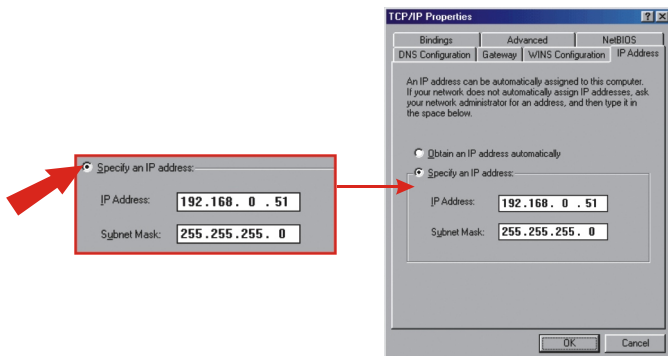 Specify an IP address:
IP Address: 192.168. 0 .51
Subnet Mask: 255.255.255. 0
TCP/IP Properties
Bindings Advanced NetBIOS
DNS Configuration Gateway WINS Configuration IP Address
An IP address can be automatically assigned to this computer.
If your network does not automatically assign IP addresses, ask
your network administrator for an address, and then type it in
the space below.
Obtain an IP address automatically
Specify an IP address:
IP Address: 192.168. 0 .51
Subnet Mask: 255.255.255. 0
OK Cancel